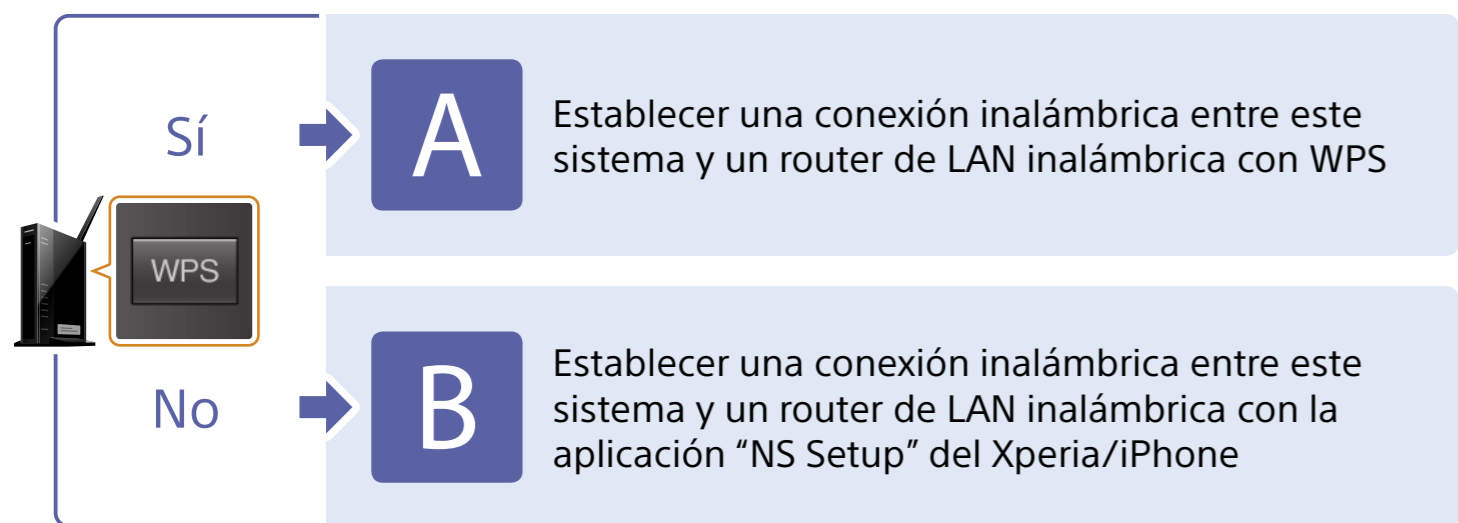 Sí
A
Establecer una conexión inalámbrica entre este
sistema y un router de LAN inalámbrica con WPS
WPS
No
B
Establecer una conexión inalámbrica entre este
sistema y un router de LAN inalámbrica con la
aplicación “NS Setup” del Xperia/iPhone